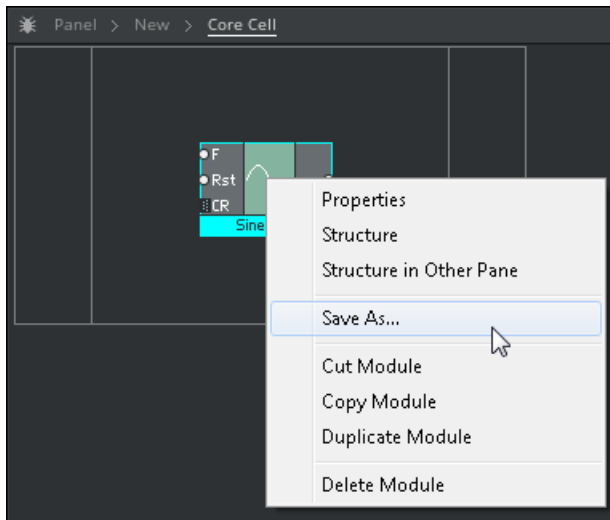 Panel > New > Core Cell
F
Rst
CR
Sine
Properties
Structure
Structure in Other Pane
Save As...
Cut Module
Copy Module
Duplicate Module
Delete Module